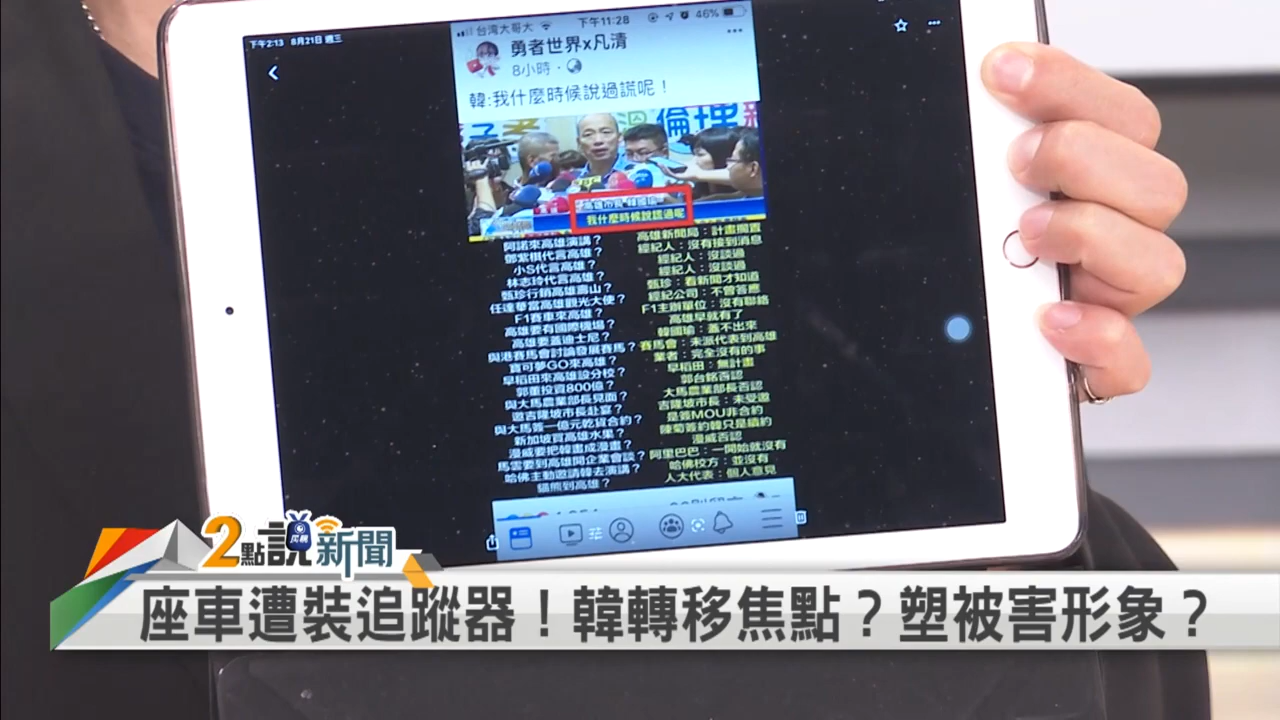 下午2:13 8月21日 週三
台灣大哥大
下午11:28
46%
勇者世界x凡清
8小時
韓:我什麼時候說過謊呢！
倫理
高雄市長 韓國瑜
我什麼時候說謊過呢
阿諾來高雄演講？
高雄新聞局：計畫擱置
鄧紫棋代言高雄？
經紀人：沒有接到消息
小S代言高雄？
經紀人：沒談過
林志玲代言高雄？
經紀人：沒談過
甄珍行銷高雄壽山？
甄珍：看新聞才知道
任達華當高雄觀光大使？
經紀公司：不曾答應
F1賽車來高雄？
F1主辦單位：沒有聯絡
高雄要有國際機場？
高雄早就有了
高雄要蓋迪士尼？
韓國瑜：蓋不出來
與港賽馬會討論發展賽馬？
賽馬會：未派代表到高雄
寶可夢GO來高雄？
業者：完全沒有的事
早稻田來高雄設分校？
早稻田：無計畫
郭董投資800億？
郭台銘否認
與大馬農業部長見面？
大馬農業部長否認
邀吉隆坡市長赴宴？
吉隆坡市長：未受邀
與大馬簽一億元乾貨合約？
是簽MOU非合約
新加坡買高雄水果？
陳菊簽約韓只是續約
漫威要把韓畫成漫畫？
漫威否認
馬雲要到高雄開企業會談？
阿里巴巴：一開始就沒有
哈佛主動邀請韓去演講？
哈佛校方：並沒有
貓熊到高雄？
人大代表：個人意見
2點說新聞
民視
座車遭裝追蹤器！韓轉移焦點？塑被害形象？